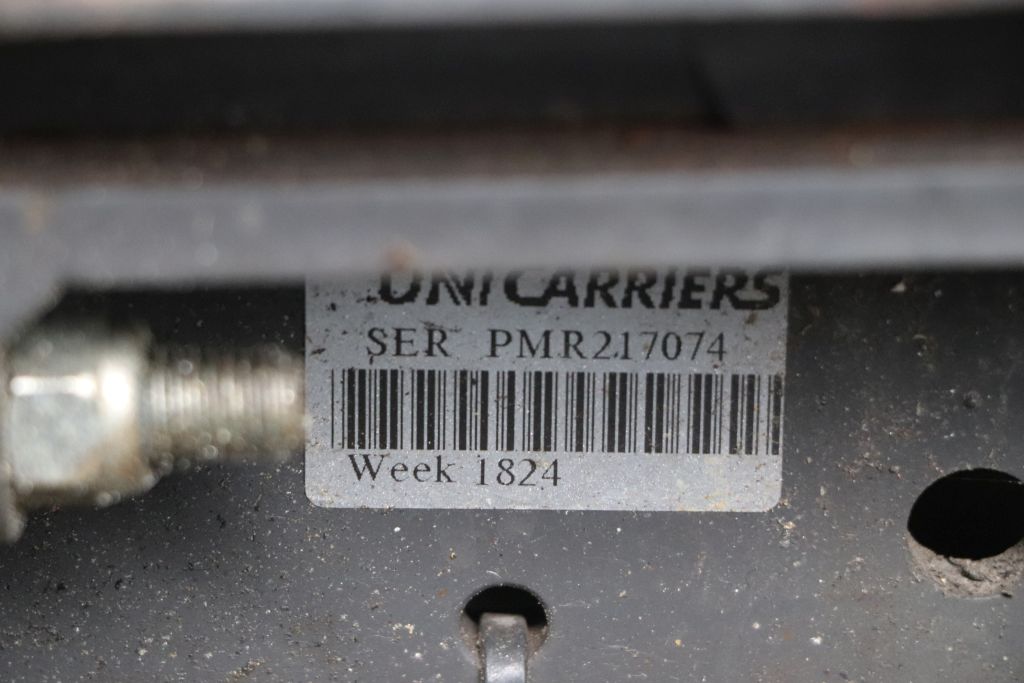 UNICARRIERS
SER PMR217074
Week 1824